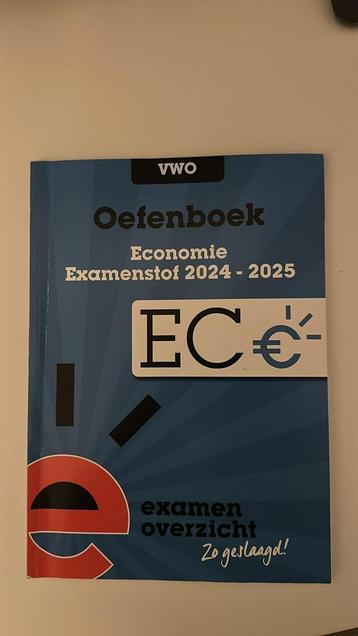 VWO
Oefenboek
Economie
Examenstof 2024 - 2025
EC€
examen
overzicht
Zo geslaagd!